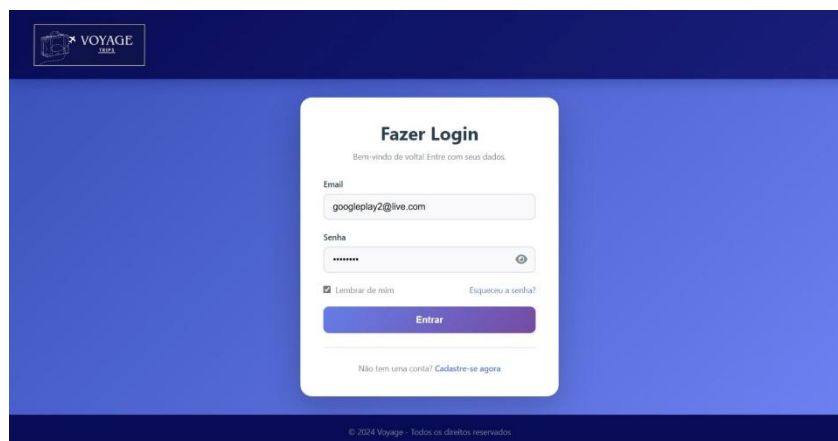 VOYAGE
TRIPS
Fazer Login
Bem-vindo de volta! Entre com seus dados.
Email
googleplay2@live.com
Senha
••••••••
Lembrar de mim
Esqueceu a senha?
Entrar
Não tem uma conta? Cadastre-se agora
© 2024 Voyage - Todos os direitos reservados